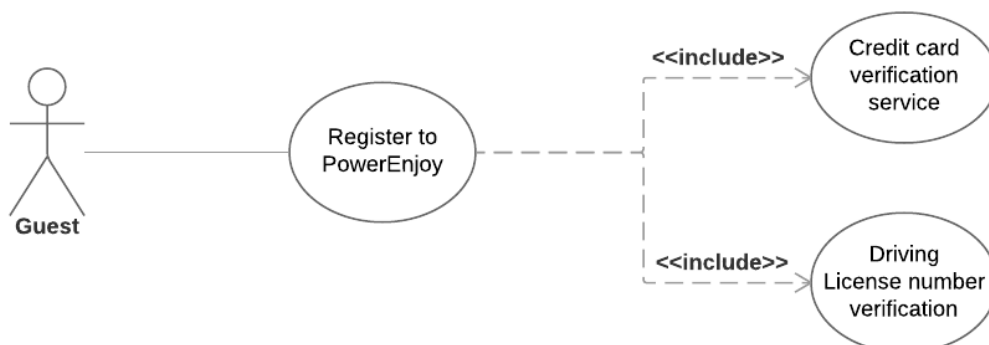 <<include>>
Credit card
verification
service
Register to
PowerEnjoy
Guest
<<include>>
Driving
License number
verification